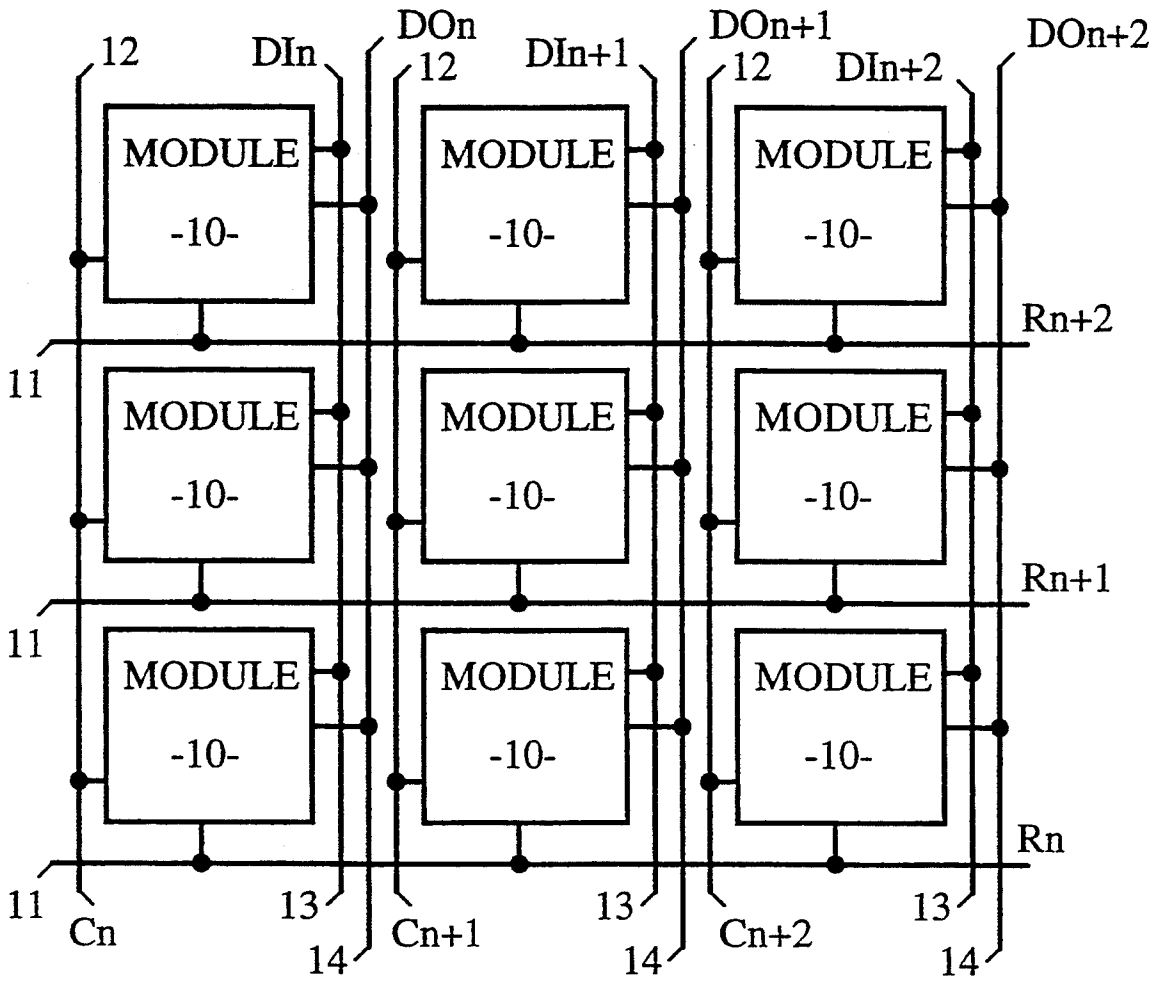 DOn DOn+1 DOn+2
12 DIn 12 DIn+1 12 DIn+2
MODULE MODULE MODULE
-10- -10- -10-
Rn+2
11
MODULE MODULE MODULE
-10- -10- -10-
Rn+1
11
MODULE MODULE MODULE
-10- -10- -10-
Rn
11 13 13 13
Cn Cn+1 Cn+2
14 14 14